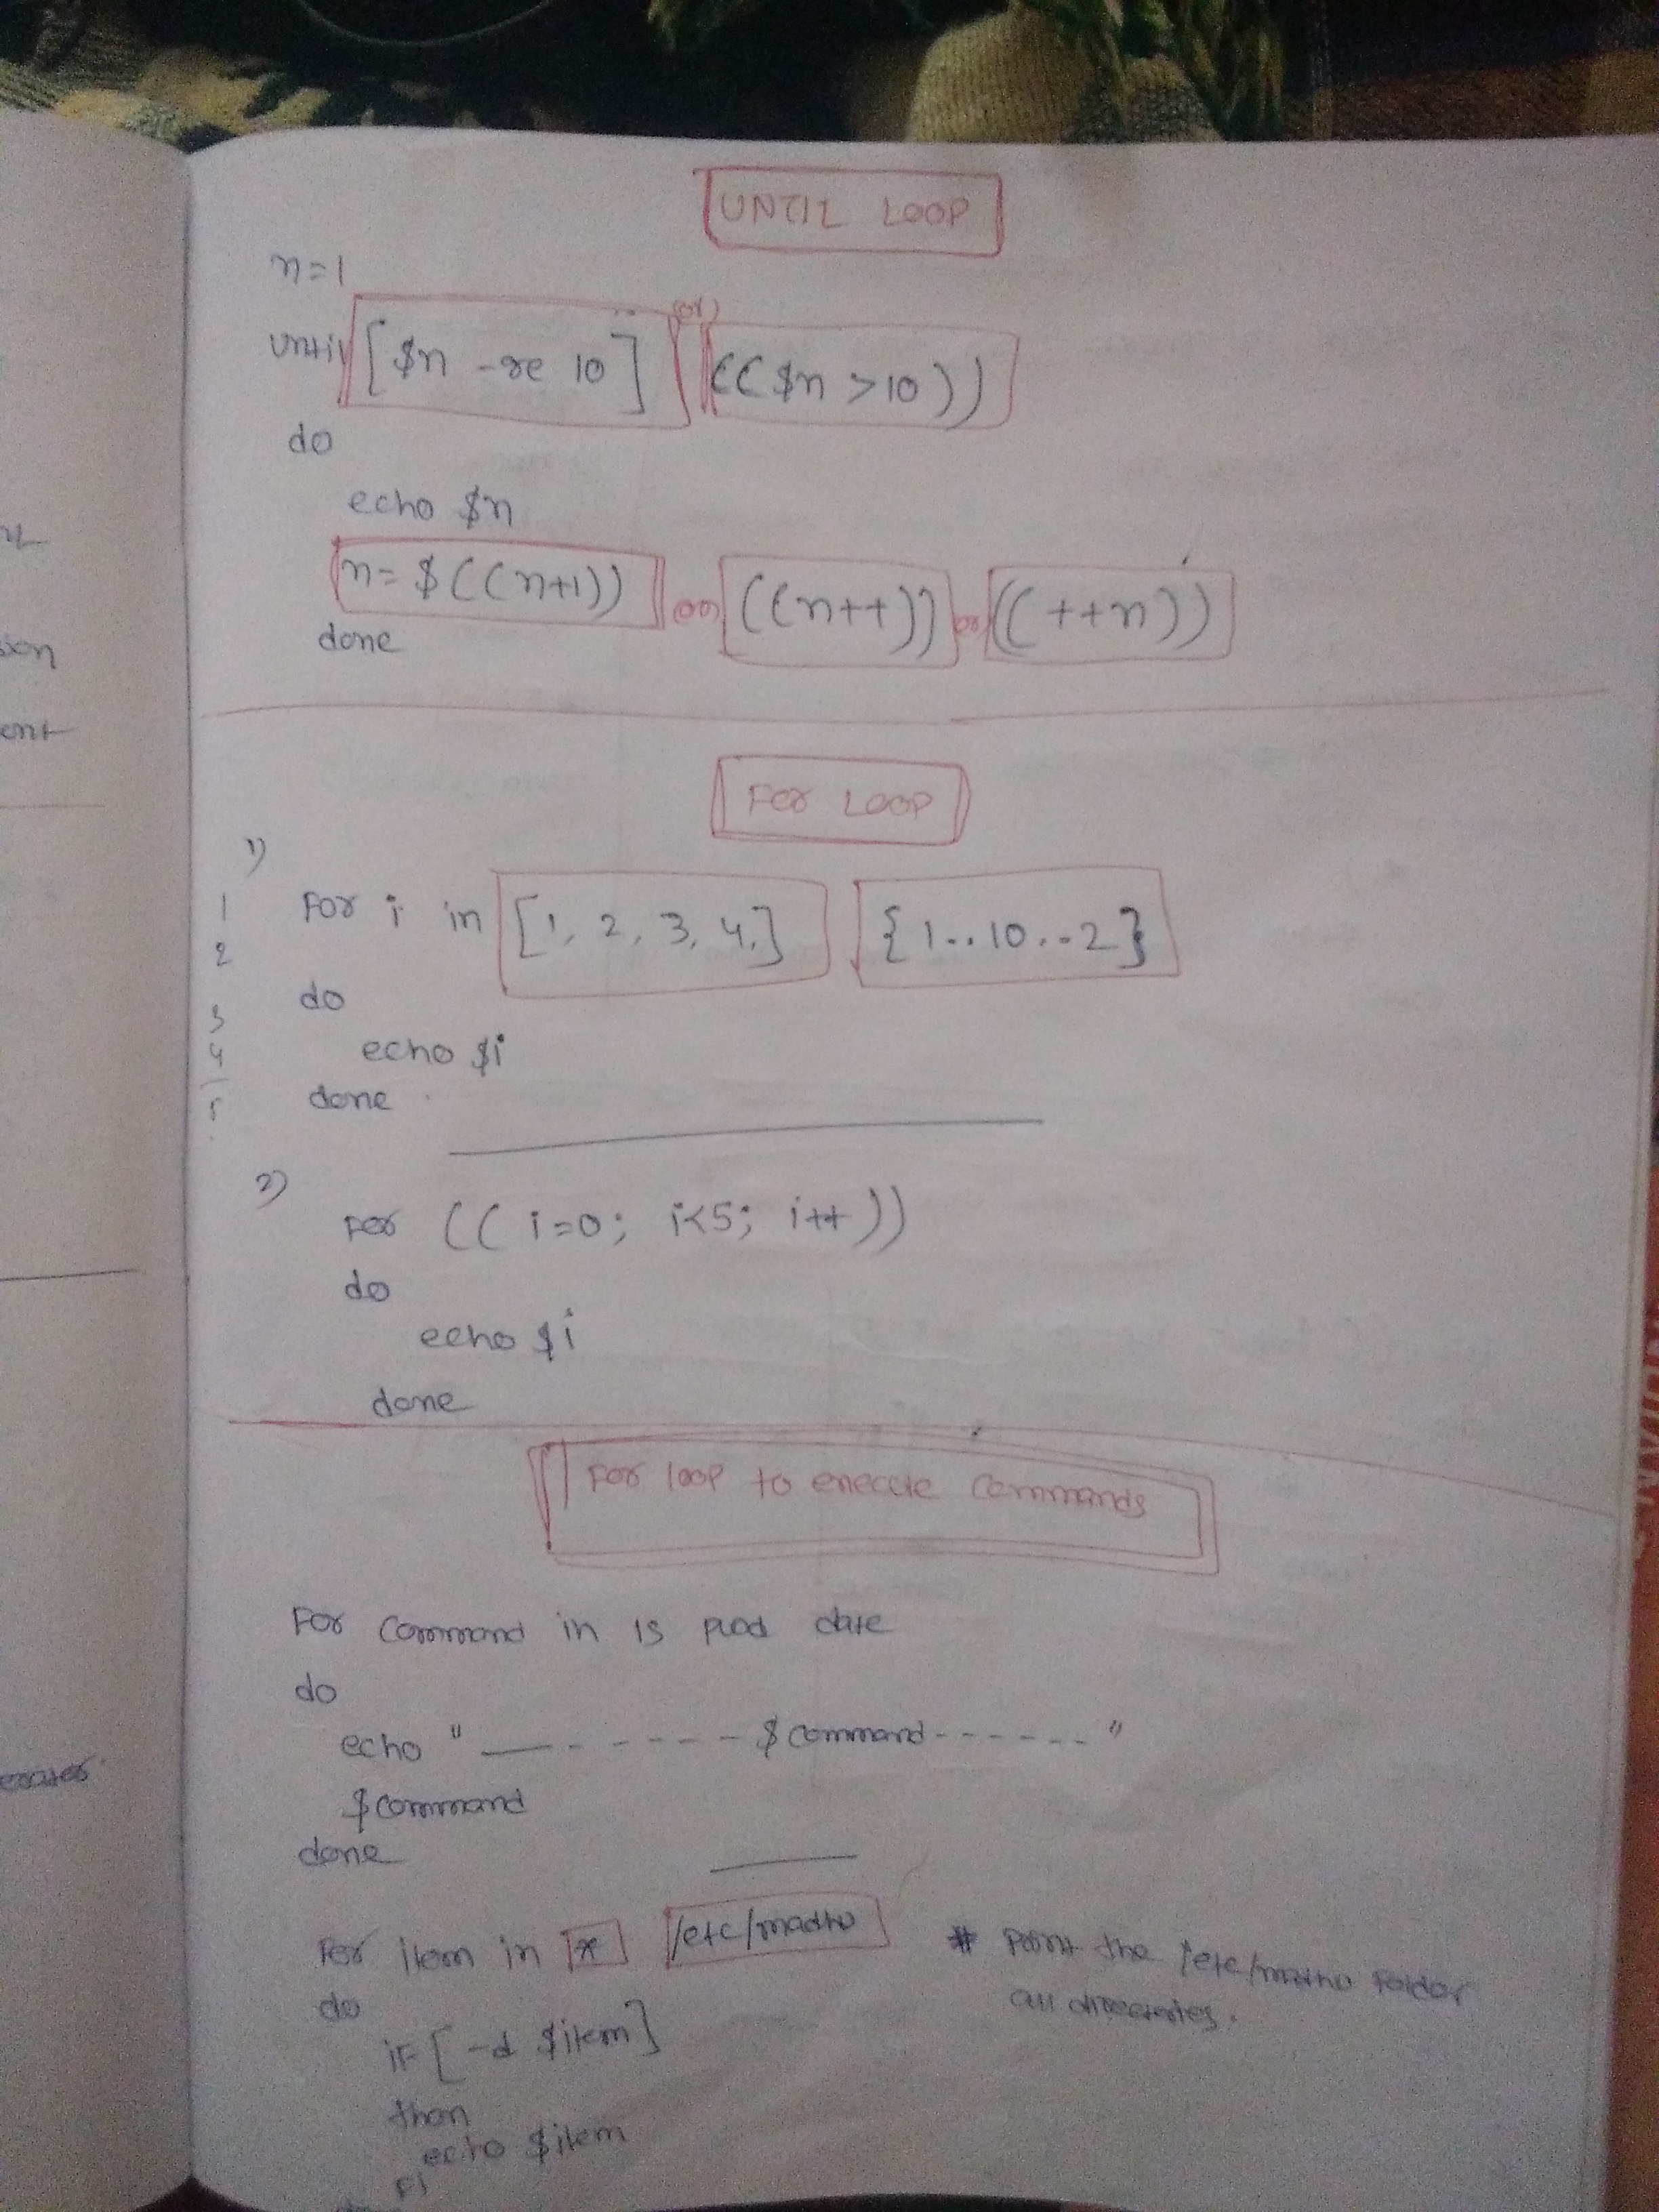 UNTIL LOOP
n=1
until [ $n -ge 10 ] (or) (( $n > 10 ))
do
echo $n
n= $((n+1)) (or) ((n++)) or (( ++n ))
done
For LOOP
1)
For i in [1, 2, 3, 4,] {1..10..2}
1
2
3
4
5
do
echo $i
done
2)
For (( i=0; i<5; i++ ))
do
echo $i
done
For loop to execute commands
For command in ls pwd date
do
echo "---------$command-------"
$command
done
For item in * /etc/madhu # Print the /etc/madhu folder
all directories.
do
if [ -d $item ]
then
echo $item
Fi
sion
ent